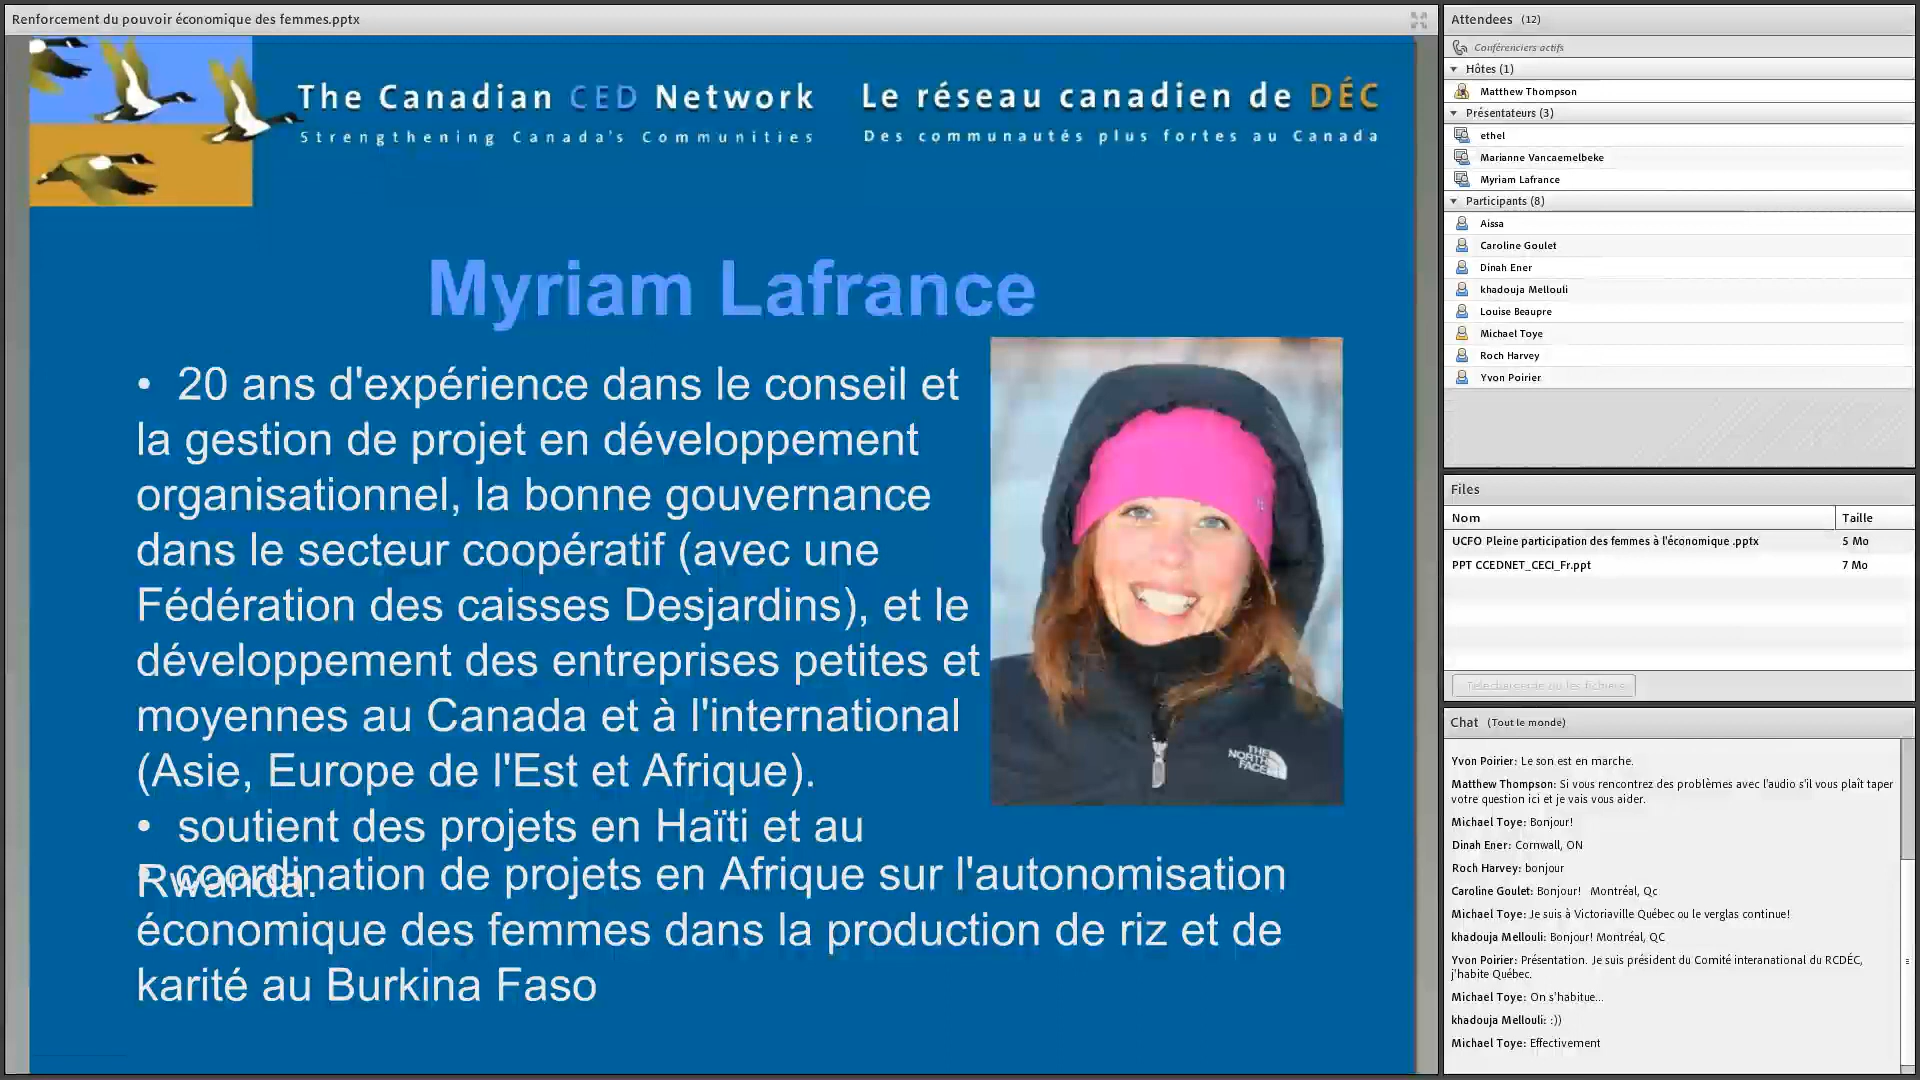 Renforcement du pouvoir économique des femmes.pptx
The Canadian CED Network
Strengthening Canada's Communities
Le réseau canadien de DÉC
Des communautés plus fortes au Canada
Myriam Lafrance
• 20 ans d'expérience dans le conseil et
la gestion de projet en développement
organisationnel, la bonne gouvernance
dans le secteur coopératif (avec une
Fédération des caisses Desjardins), et le
développement des entreprises petites et
moyennes au Canada et à l'international
(Asie, Europe de l'Est et Afrique).
• soutient des projets en Haïti et au
Rwanda.
• coordination de projets en Afrique sur l'autonomisation
économique des femmes dans la production de riz et de
karité au Burkina Faso
THE
NORTH
FACE
Attendees (12)
Conférenciers actifs
Hôtes (1)
Matthew Thompson
Présentateurs (3)
ethel
Marianne Vancaemelbeke
Myriam Lafrance
Participants (8)
Aissa
Caroline Goulet
Dinah Ener
khadouja Mellouli
Louise Beaupre
Michael Toye
Roch Harvey
Yvon Poirier
Files
Nom Taille
UCFO Pleine participation des femmes à l'économique .pptx 5 Mo
PPT CCEDNET_CECI_Fr.ppt 7 Mo
Télécharger le ou les fichiers
Chat (Tout le monde)
Yvon Poirier: Le son est en marche.
Matthew Thompson: Si vous rencontrez des problèmes avec l'audio s'il vous plaît taper
votre question ici et je vais vous aider.
Michael Toye: Bonjour!
Dinah Ener: Cornwall, ON
Roch Harvey: bonjour
Caroline Goulet: Bonjour! Montréal, Qc
Michael Toye: Je suis à Victoriaville Québec ou le verglas continue!
khadouja Mellouli: Bonjour! Montréal, QC
Yvon Poirier: Présentation. Je suis président du Comité interanational du RCDÉC,
j'habite Québec.
Michael Toye: On s'habitue...
khadouja Mellouli: :))
Michael Toye: Effectivement